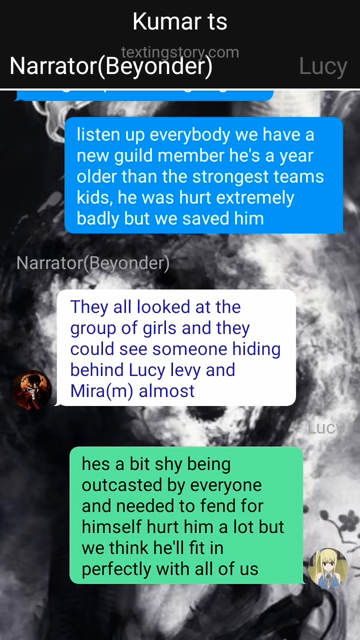 Kumar ts
textingstory.com
Narrator(Beyonder)
Lucy
listen up everybody we have a
new guild member he's a year
older than the strongest teams
kids, he was hurt extremely
badly but we saved him
Narrator(Beyonder)
They all looked at the
group of girls and they
could see someone hiding
behind Lucy levy and
Mira(m) almost
Lucy
hes a bit shy being
outcasted by everyone
and needed to fend for
himself hurt him a lot but
we think he'll fit in
perfectly with all of us